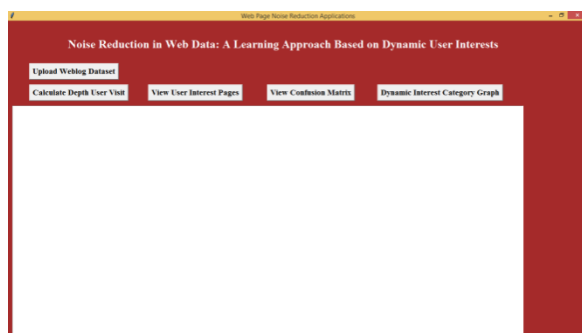 Web Page Noise Reduction Applications
Noise Reduction in Web Data: A Learning Approach Based on Dynamic User Interests
Upload Weblog Dataset
Calculate Depth User Visit View User Interest Pages View Confusion Matrix Dynamic Interest Category Graph